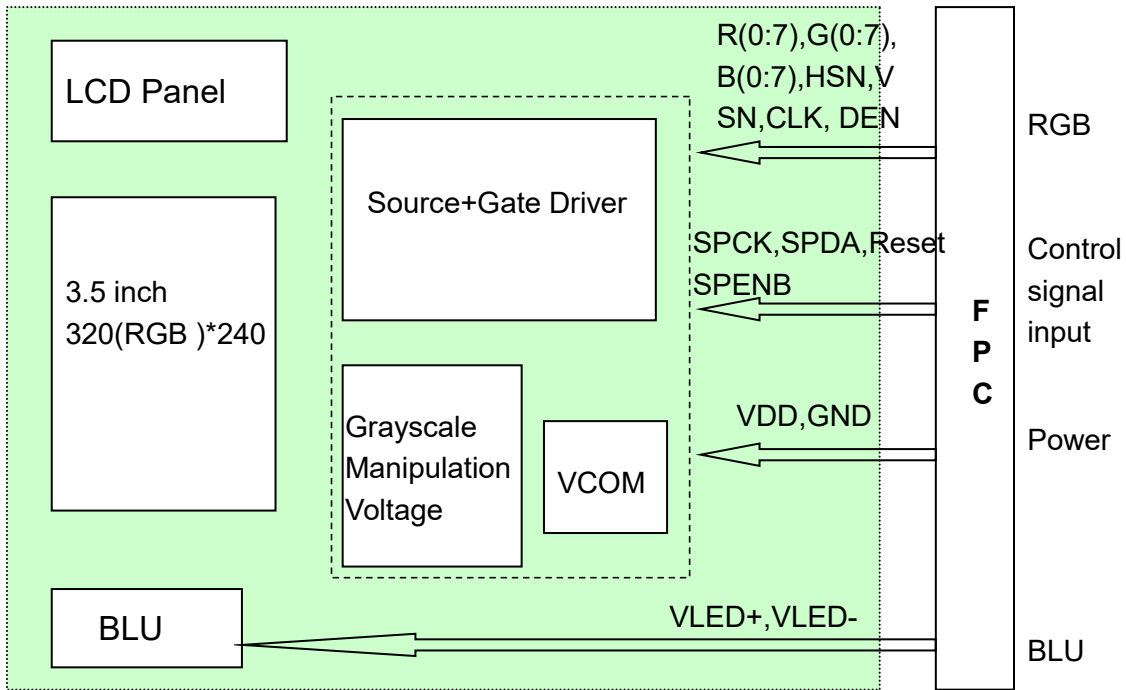 LCD Panel
3.5 inch
320(RGB )*240
Source+Gate Driver
Grayscale
Manipulation
Voltage
VCOM
BLU
R(0:7),G(0:7),
B(0:7),HSN,V
SN,CLK, DEN
SPCK,SPDA,Reset
SPENB
VDD,GND
VLED+,VLED-
F
P
C
RGB
Control
signal
input
Power
BLU